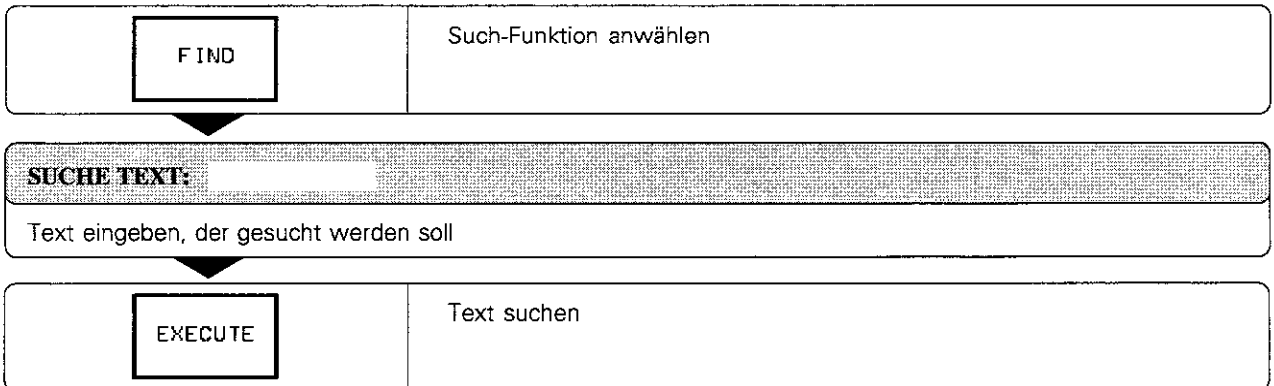 FIND
Such-Funktion anwählen
SUCHE TEXT:
Text eingeben, der gesucht werden soll
EXECUTE
Text suchen